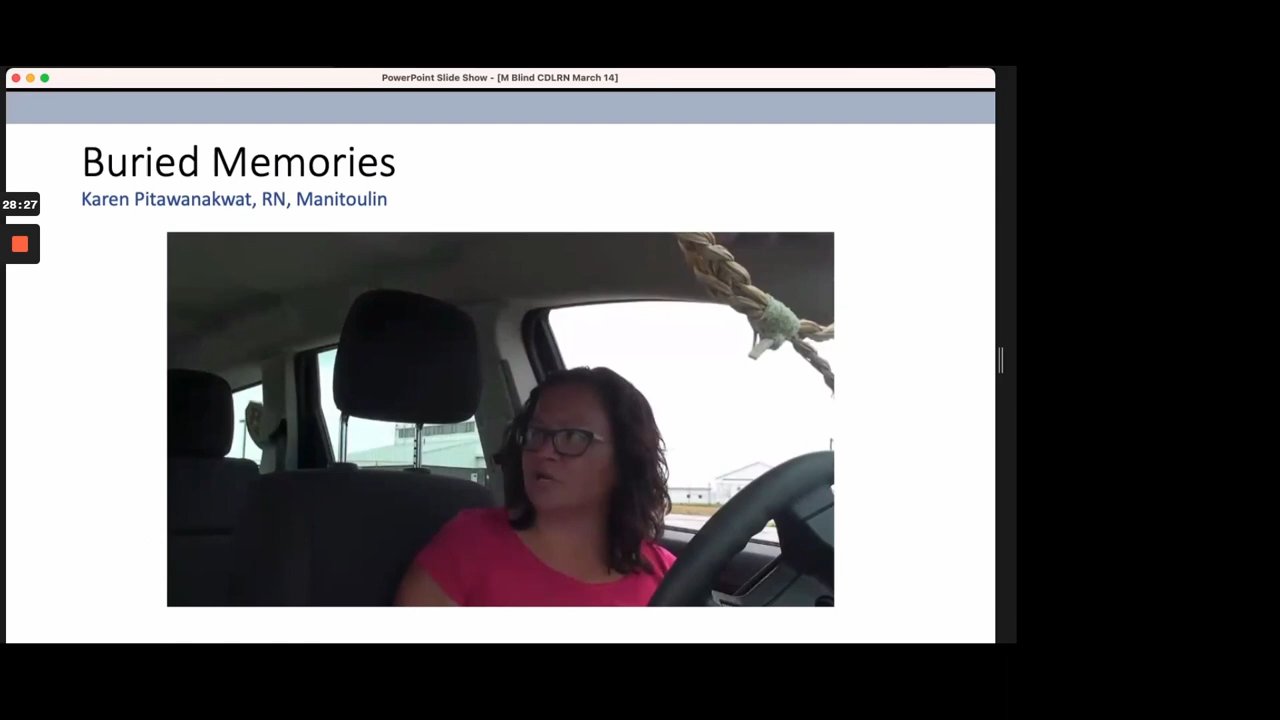 PowerPoint Slide Show - [M Blind CDLRN March 14]
Buried Memories
Karen Pitawanakwat, RN, Manitoulin
28:27